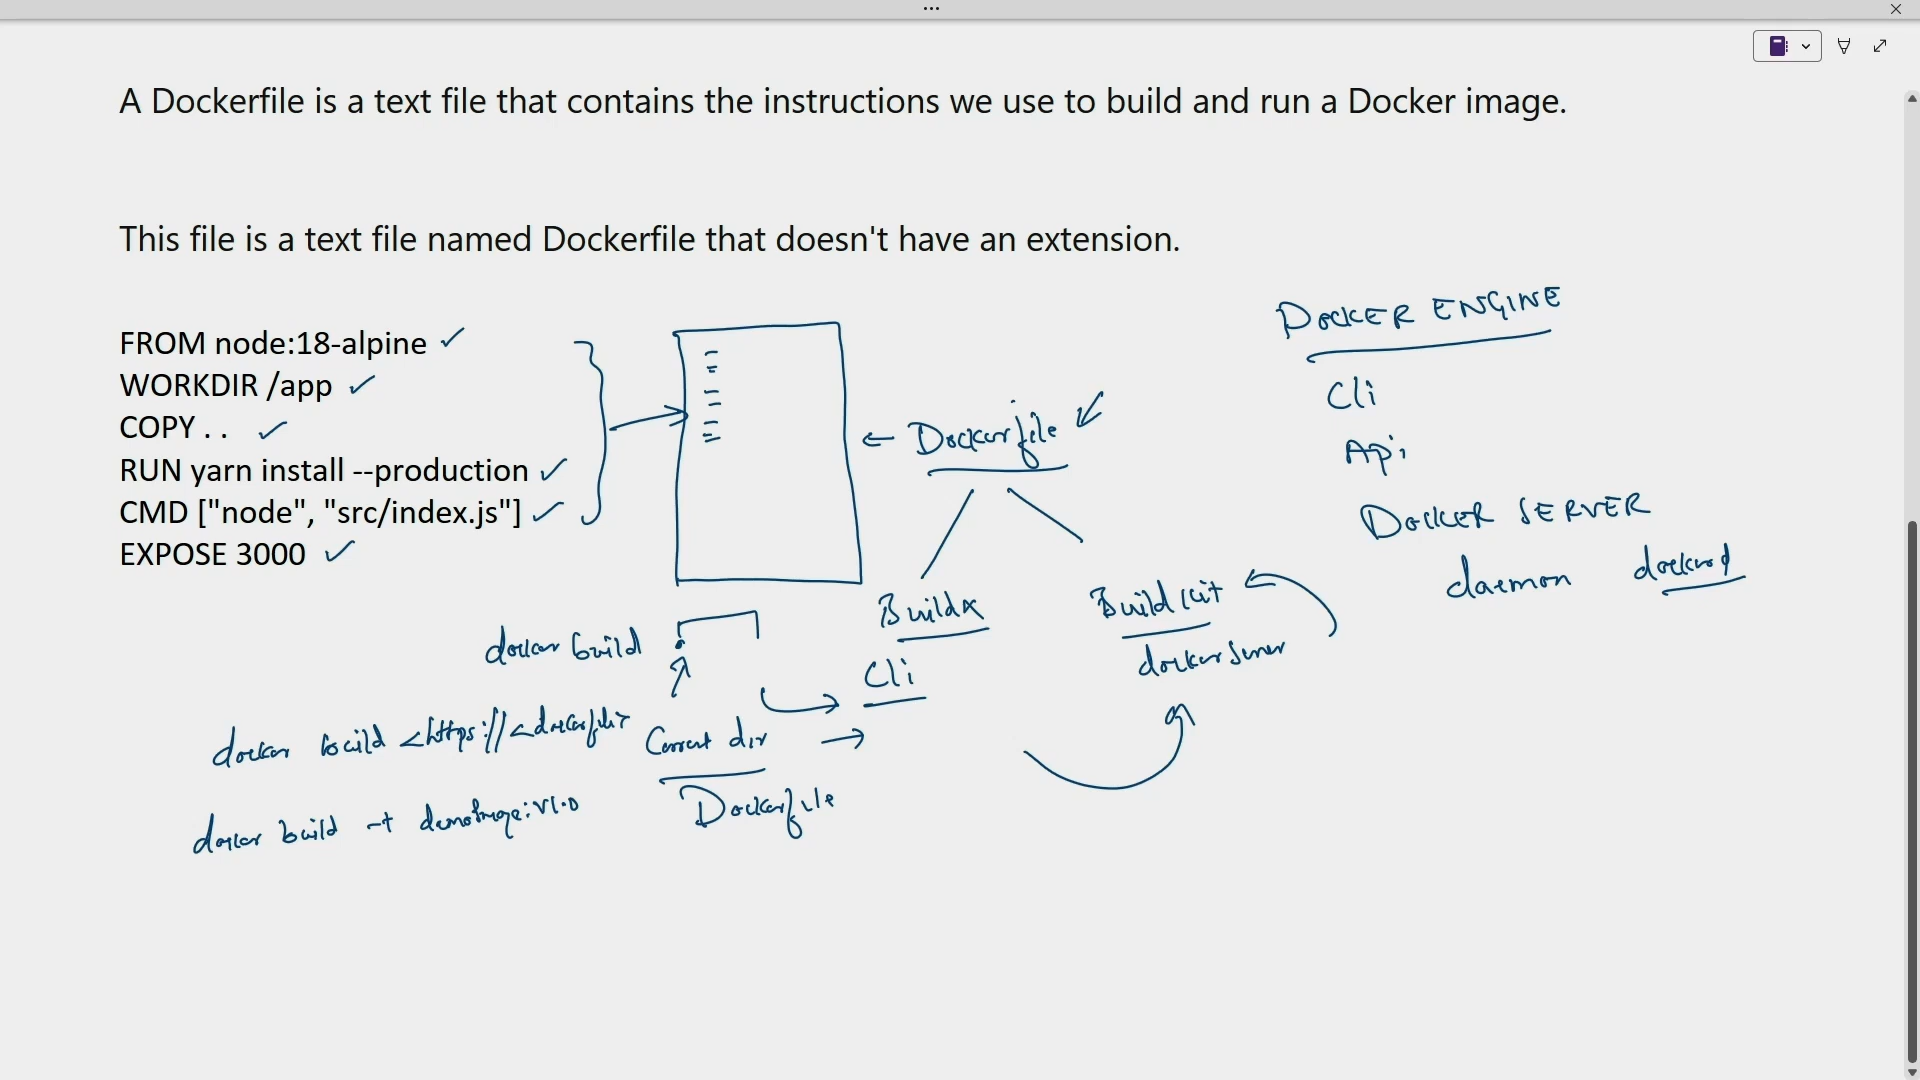 A Dockerfile is a text file that contains the instructions we use to build and run a Docker image.
This file is a text file named Dockerfile that doesn't have an extension.
FROM node:18-alpine
WORKDIR /app
COPY . .
RUN yarn install --production
CMD ["node", "src/index.js"]
EXPOSE 3000
Dockerfile
DOCKER ENGINE
Cli
Api
DOCKER SERVER
daemon dockerd
Buildx
Cli
Buildkit
docker server
docker build .
Current dir
Dockerfile
docker build <https://<dockerfile>
docker build -t demoImage:v1.0